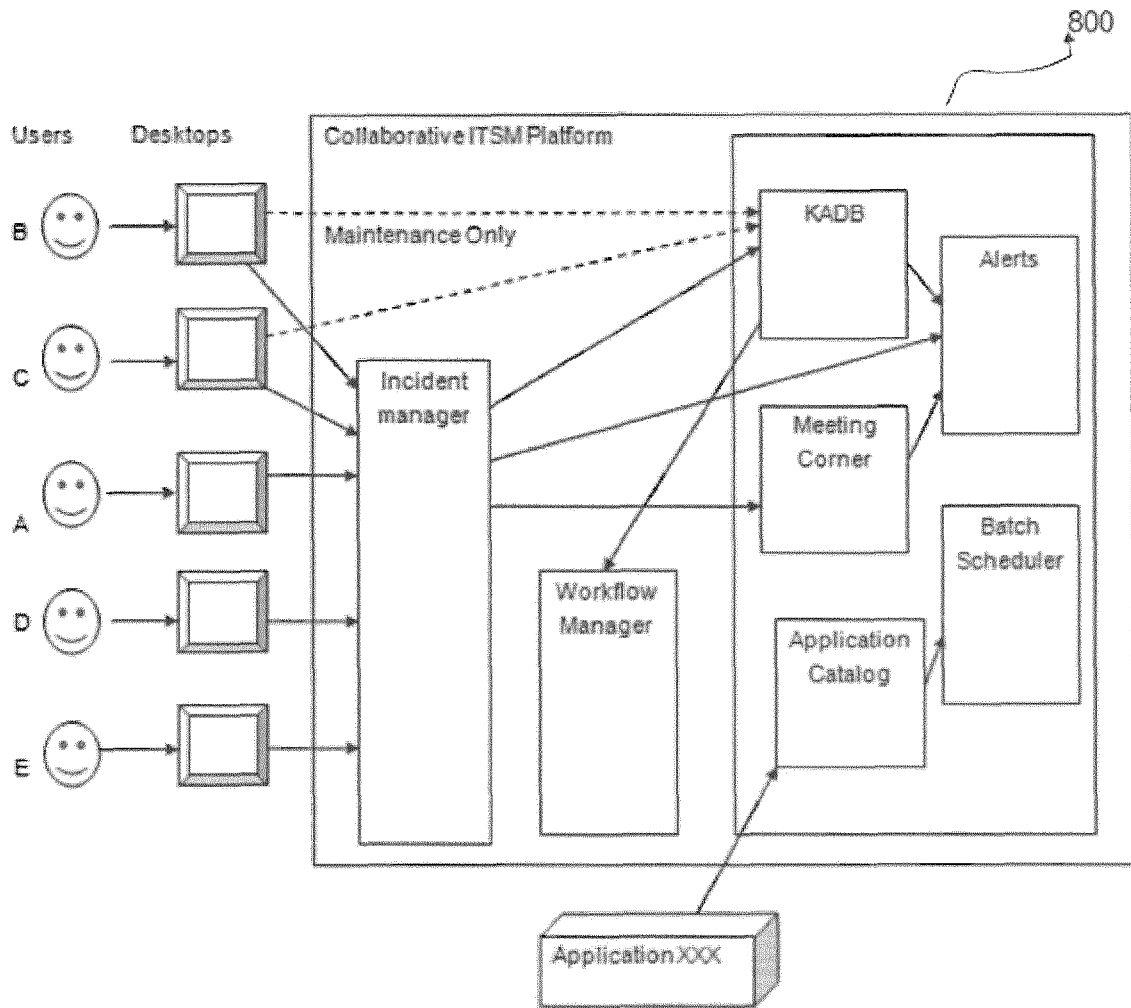 800
Users
Desktops
Collaborative ITSM Platform
B
Maintenance Only
KADB
Alerts
C
Incident
manager
Meeting
Corner
A
Batch
Scheduler
D
Workflow
Manager
Application
Catalog
E
Application XXX